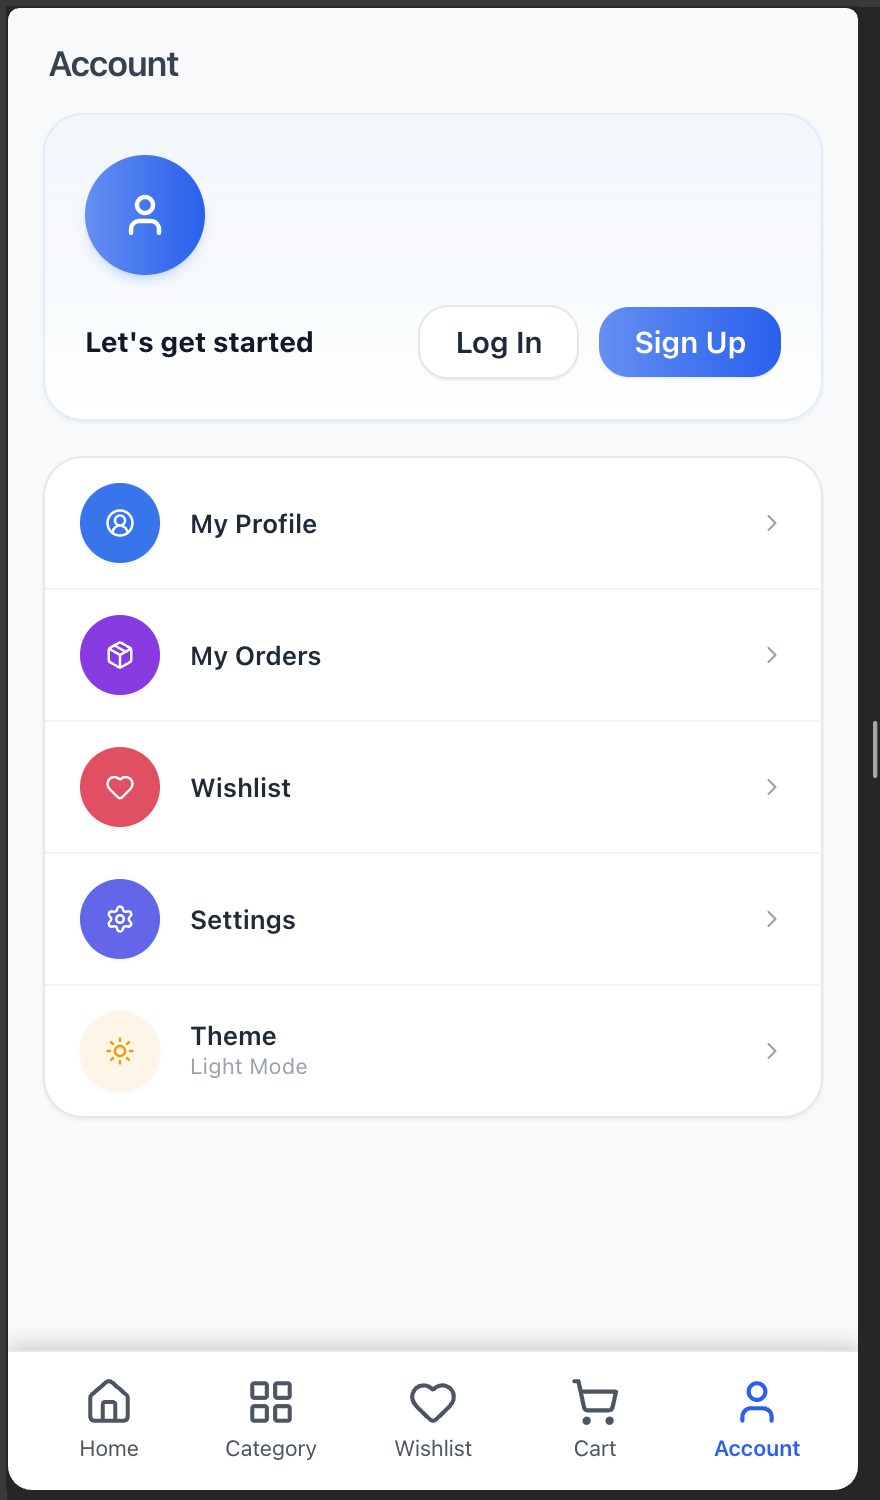 Account
Let's get started
Log In
Sign Up
My Profile
My Orders
Wishlist
Settings
Theme
Light Mode
Home
Category
Wishlist
Cart
Account